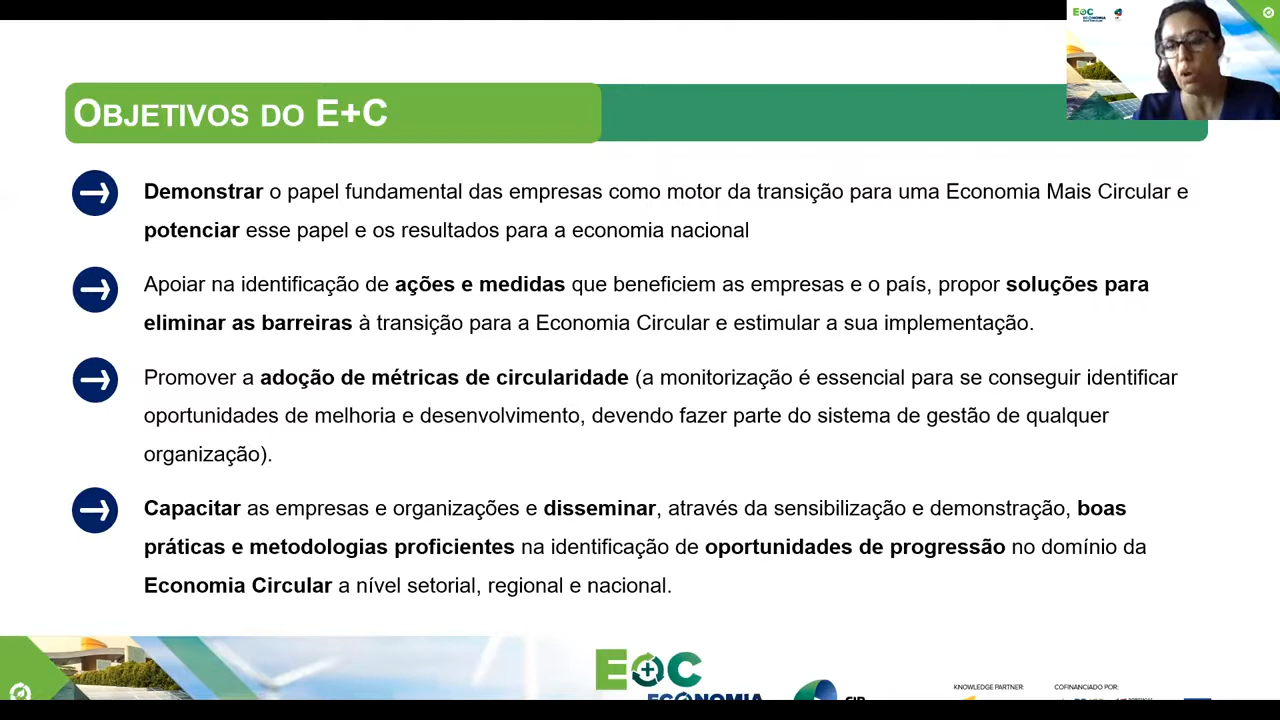 OBJETIVOS DO E+C
Demonstrar o papel fundamental das empresas como motor da transição para uma Economia Mais Circular e
potenciar esse papel e os resultados para a economia nacional
Apoiar na identificação de ações e medidas que beneficiem as empresas e o país, propor soluções para
eliminar as barreiras à transição para a Economia Circular e estimular a sua implementação.
Promover a adoção de métricas de circularidade (a monitorização é essencial para se conseguir identificar
oportunidades de melhoria e desenvolvimento, devendo fazer parte do sistema de gestão de qualquer
organização).
Capacitar as empresas e organizações e disseminar, através da sensibilização e demonstração, boas
práticas e metodologias proficientes na identificação de oportunidades de progressão no domínio da
Economia Circular a nível setorial, regional e nacional.
E+C
ECONOMIA
CIP
KNOWLEDGE PARTNER:
COFINANCIADO POR: